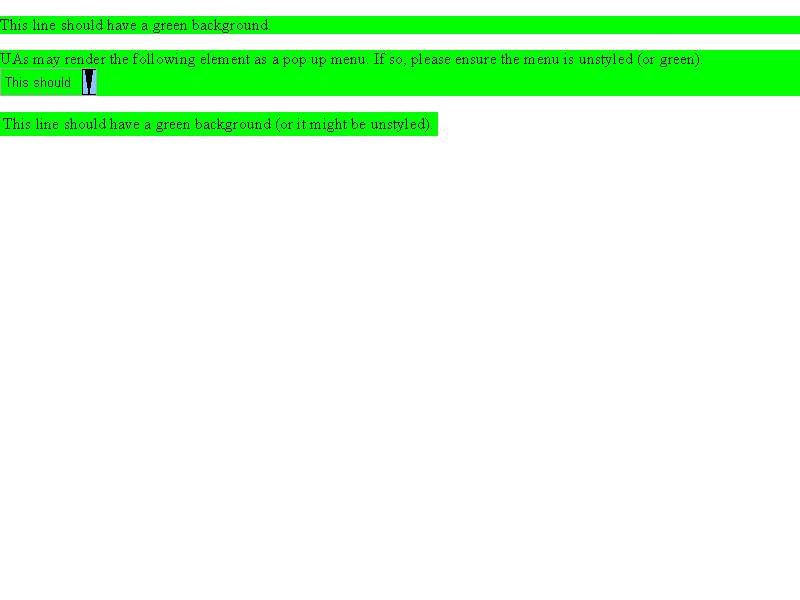 This line should have a green background.
UAs may render the following element as a pop up menu. If so, please ensure the menu is unstyled (or green).
This should
This line should have a green background (or it might be unstyled).